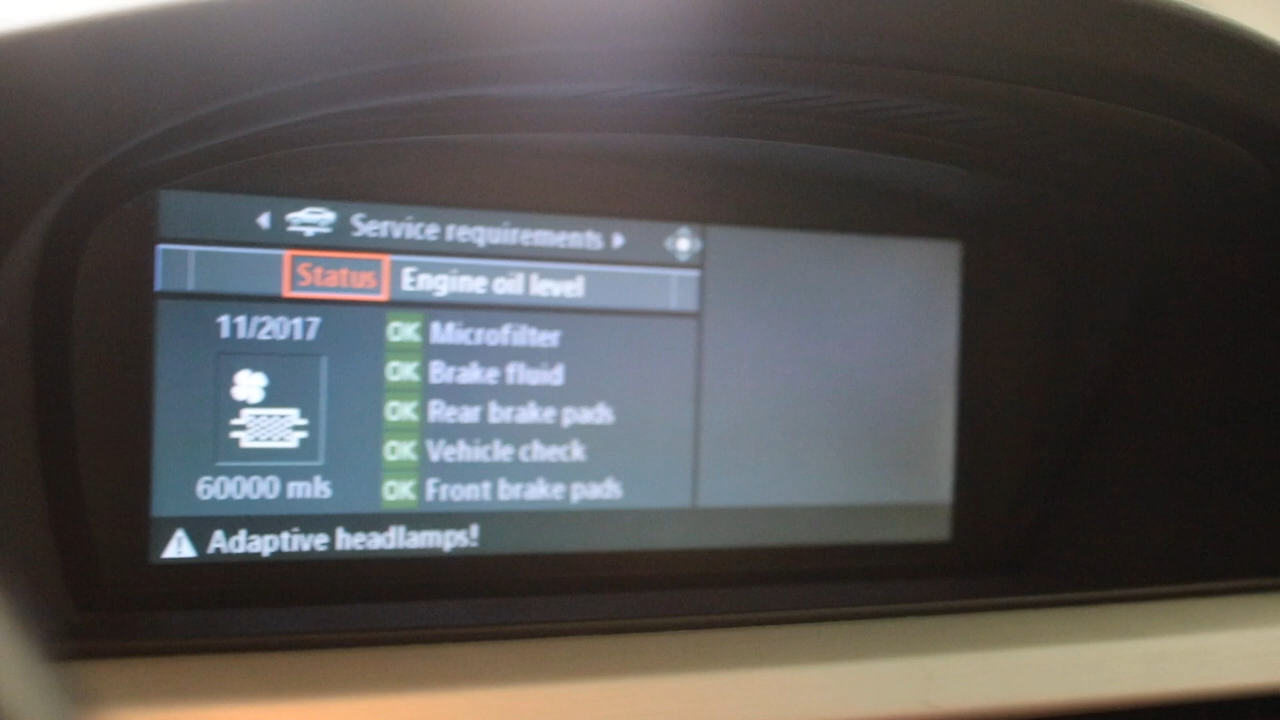 Service requirements
Status Engine oil level
11/2017
OK Microfilter
OK Brake fluid
OK Rear brake pads
OK Vehicle check
60000 mls
OK Front brake pads
Adaptive headlamps!